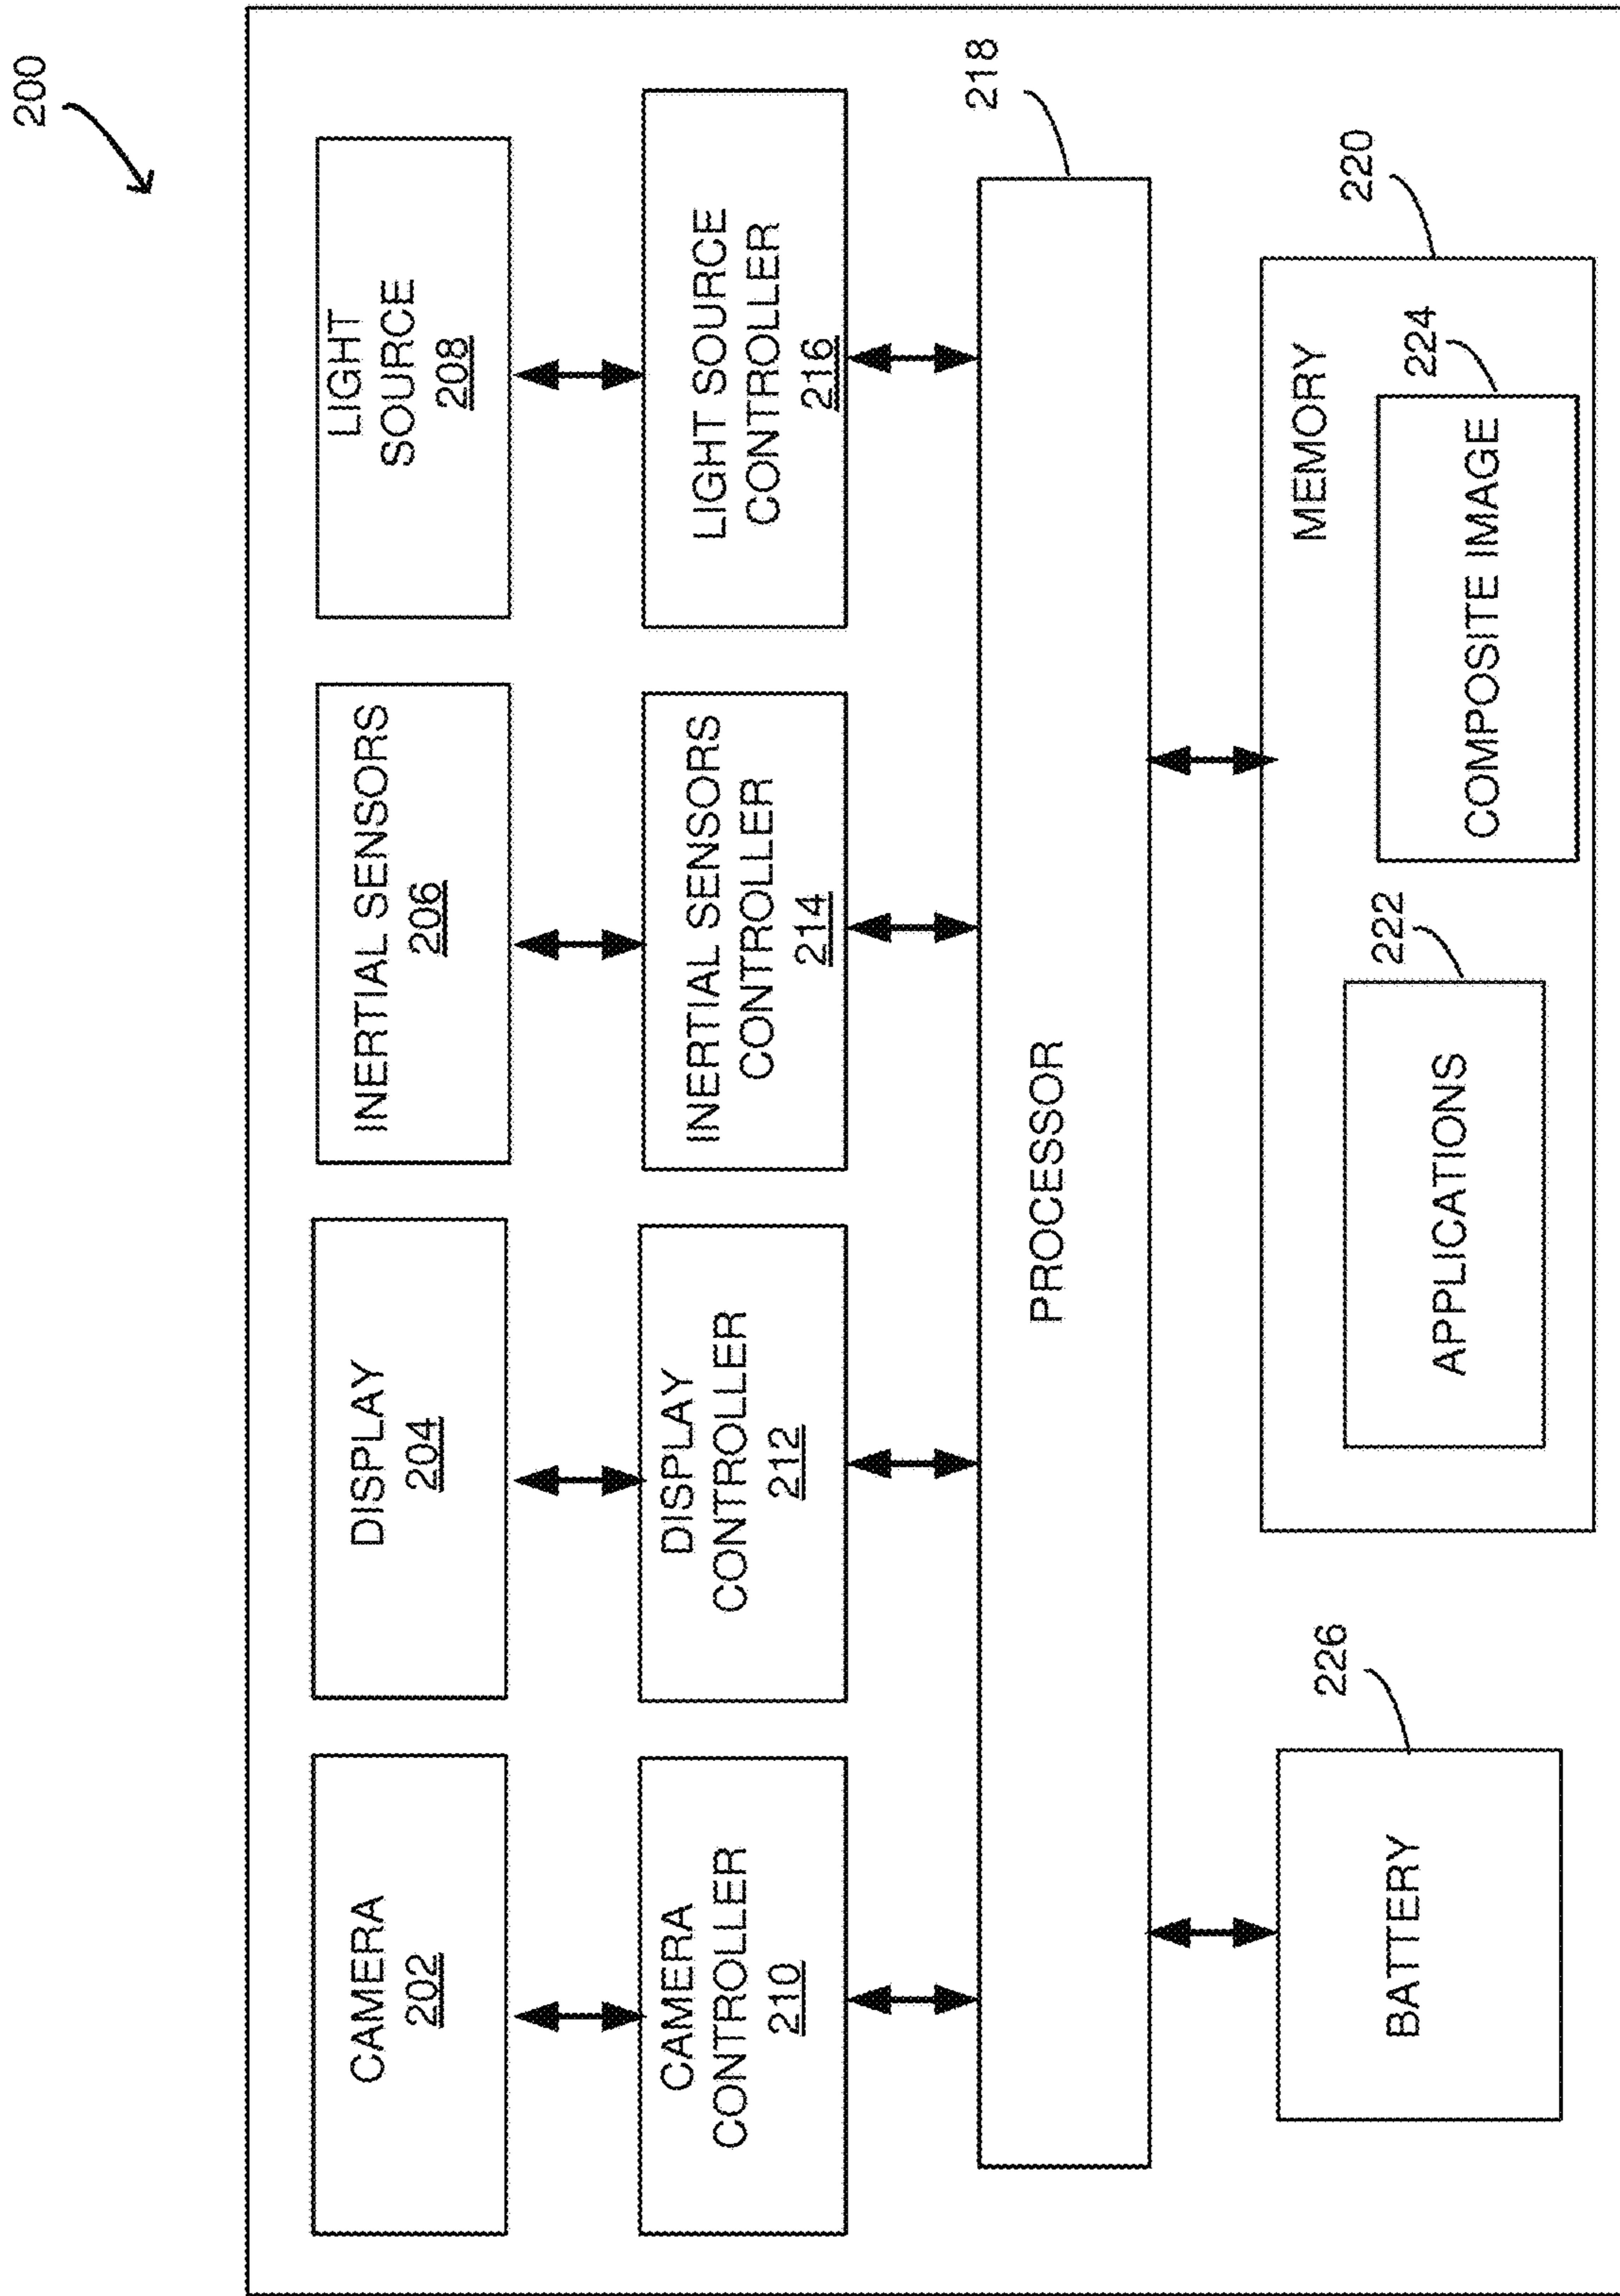 200
CAMERA
202
DISPLAY
204
INERTIAL SENSORS
206
LIGHT
SOURCE
208
CAMERA
CONTROLLER
210
DISPLAY
CONTROLLER
212
INERTIAL SENSORS
CONTROLLER
214
LIGHT SOURCE
CONTROLLER
216
218
PROCESSOR
226
BATTERY
220
MEMORY
222
APPLICATIONS
224
COMPOSITE IMAGE